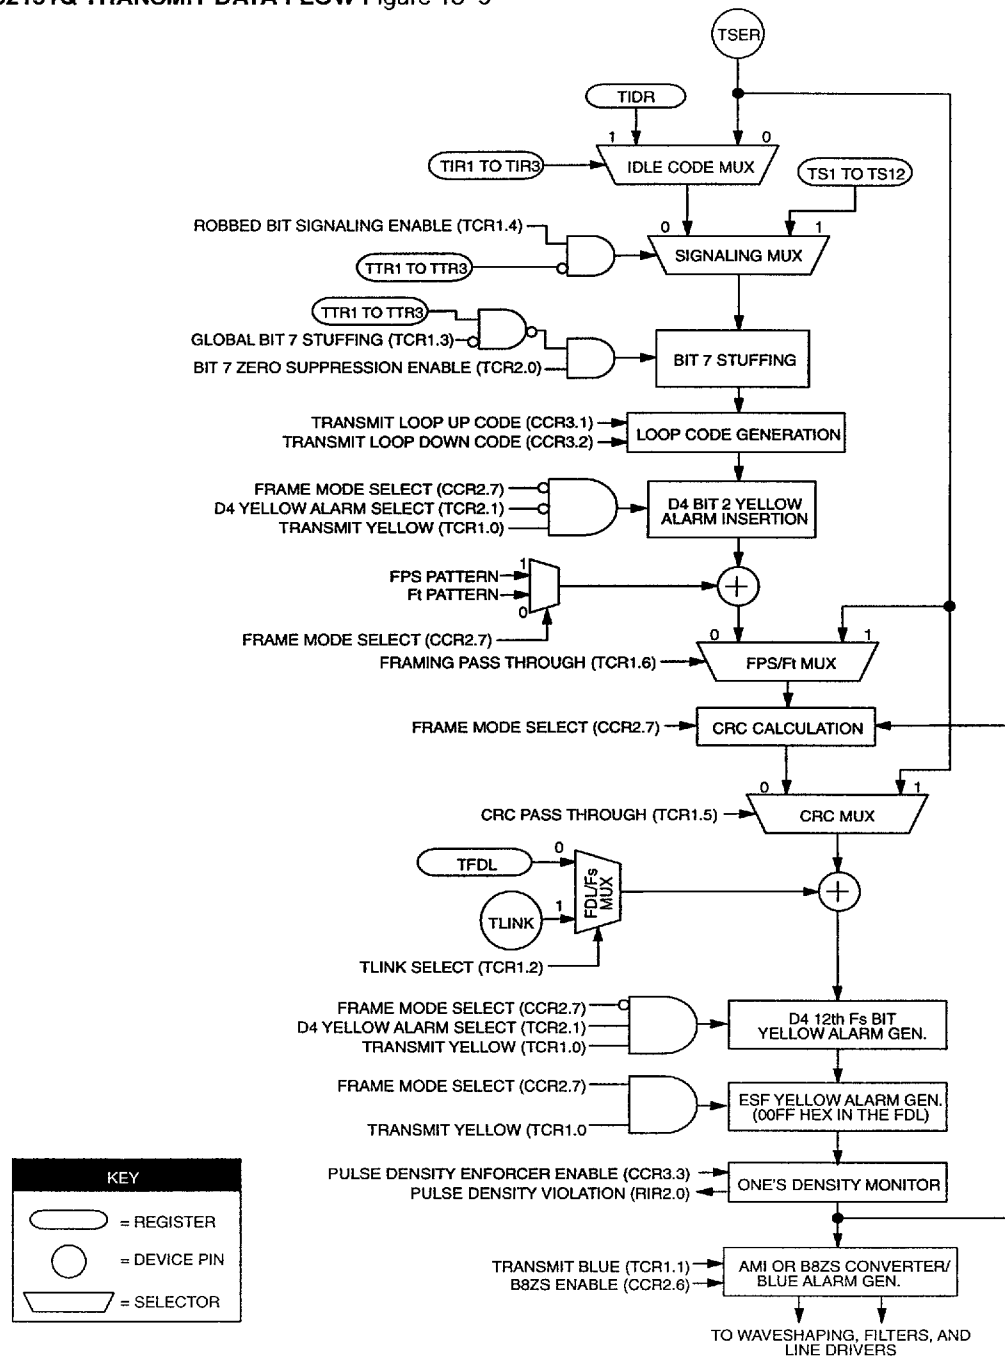 TRANSMIT DATA FLOW Figure
TSER
TIDR
1
0
TIR1 TO TIR3
IDLE CODE MUX
TS1 TO TS12
ROBBED BIT SIGNALING ENABLE (TCR1.4)
0
1
TTR1 TO TTR3
SIGNALING MUX
TTR1 TO TTR3
GLOBAL BIT 7 STUFFING (TCR1.3)
BIT 7 ZERO SUPPRESSION ENABLE (TCR2.0)
BIT 7 STUFFING
TRANSMIT LOOP UP CODE (CCR3.1)
TRANSMIT LOOP DOWN CODE (CCR3.2)
LOOP CODE GENERATION
FRAME MODE SELECT (CCR2.7)
D4 YELLOW ALARM SELECT (TCR2.1)
TRANSMIT YELLOW (TCR1.0)
D4 BIT 2 YELLOW
ALARM INSERTION
1
FPS PATTERN
Ft PATTERN
0
+
FRAME MODE SELECT (CCR2.7)
0
1
FRAMING PASS THROUGH (TCR1.6)
FPS/Ft MUX
FRAME MODE SELECT (CCR2.7)
CRC CALCULATION
0
1
CRC PASS THROUGH (TCR1.5)
CRC MUX
0
TFDL
FDL/Fs
MUX
1
TLINK
+
TLINK SELECT (TCR1.2)
FRAME MODE SELECT (CCR2.7)
D4 YELLOW ALARM SELECT (TCR2.1)
TRANSMIT YELLOW (TCR1.0)
D4 12th Fs BIT
YELLOW ALARM GEN.
FRAME MODE SELECT (CCR2.7)
TRANSMIT YELLOW (TCR1.0
ESF YELLOW ALARM GEN.
(00FF HEX IN THE FDL)
PULSE DENSITY ENFORCER ENABLE (CCR3.3)
PULSE DENSITY VIOLATION (RIR2.0)
ONE'S DENSITY MONITOR
TRANSMIT BLUE (TCR1.1)
B8ZS ENABLE (CCR2.6)
AMI OR B8ZS CONVERTER/
BLUE ALARM GEN.
TO WAVESHAPING, FILTERS, AND
LINE DRIVERS
KEY
= REGISTER
= DEVICE PIN
= SELECTOR